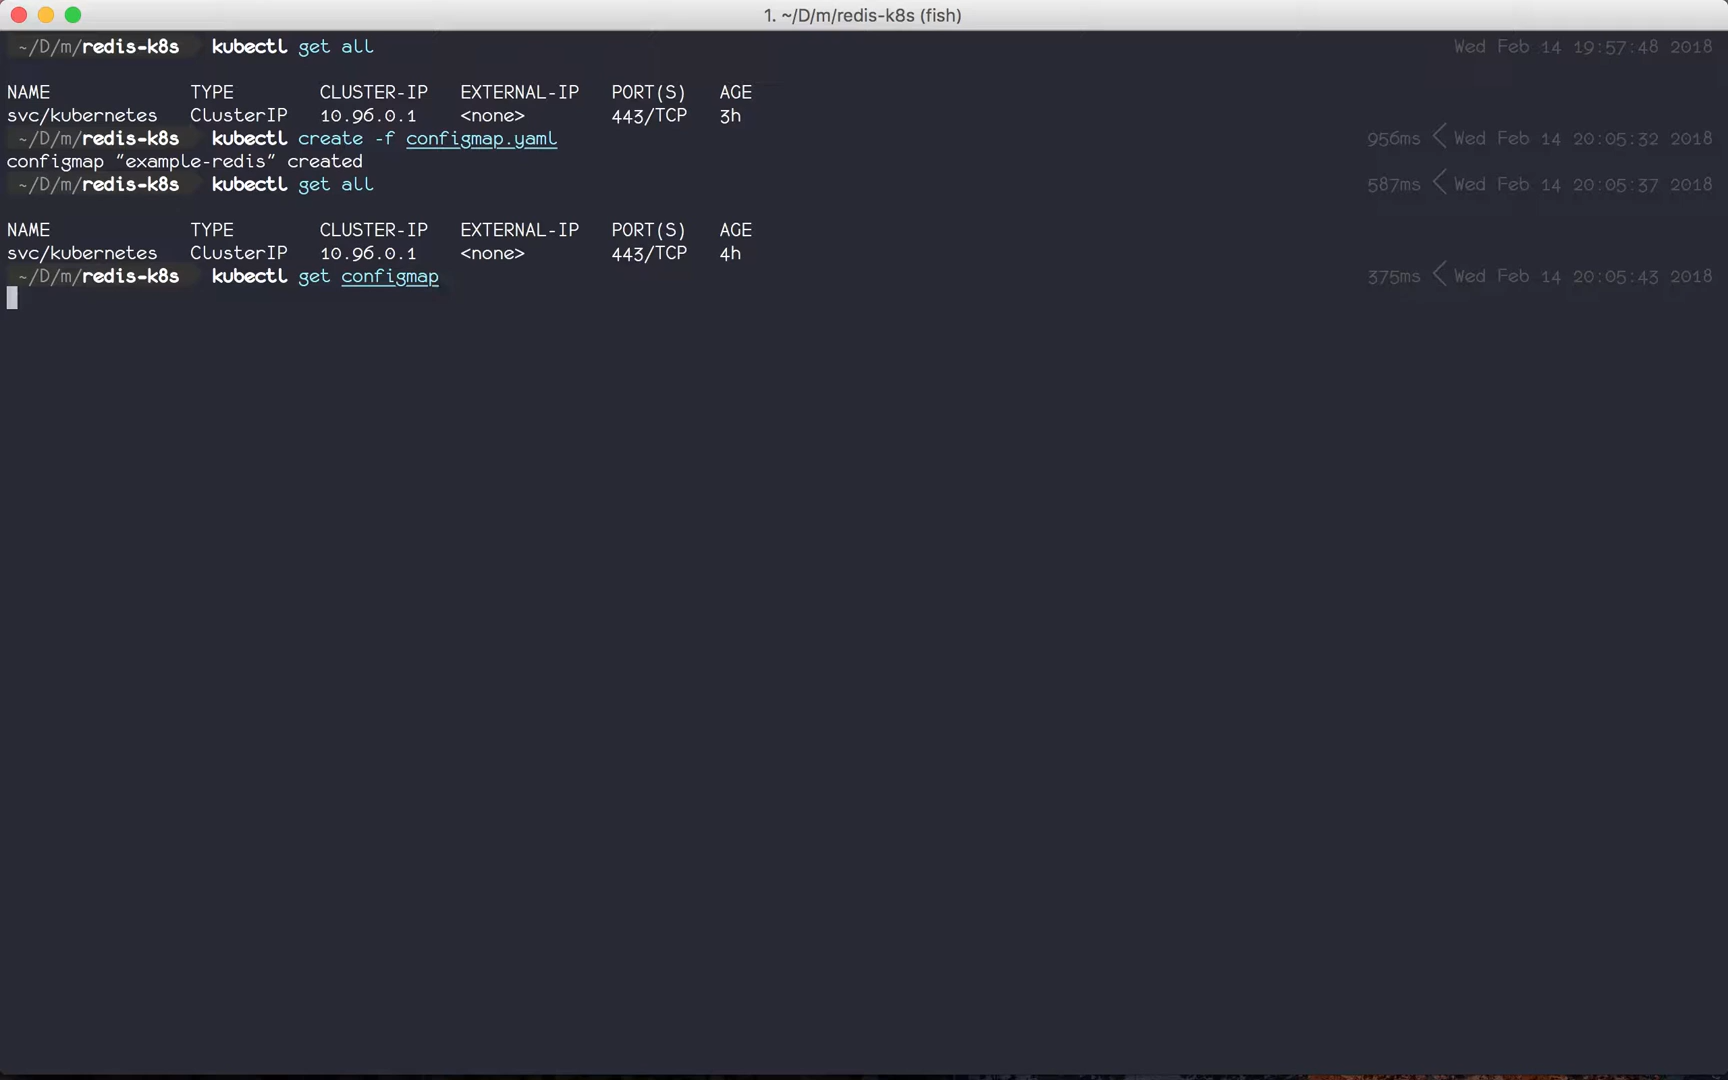 1. ~/D/m/redis-k8s (fish)
~/D/m/redis-k8s kubectl get all Wed Feb 14 19:57:48 2018
NAME TYPE CLUSTER-IP EXTERNAL-IP PORT(S) AGE
svc/kubernetes ClusterIP 10.96.0.1 <none> 443/TCP 3h
~/D/m/redis-k8s kubectl create -f configmap.yaml 956ms < Wed Feb 14 20:05:32 2018
configmap "example-redis" created
~/D/m/redis-k8s kubectl get all 587ms < Wed Feb 14 20:05:37 2018
NAME TYPE CLUSTER-IP EXTERNAL-IP PORT(S) AGE
svc/kubernetes ClusterIP 10.96.0.1 <none> 443/TCP 4h
~/D/m/redis-k8s kubectl get configmap 375ms < Wed Feb 14 20:05:43 2018